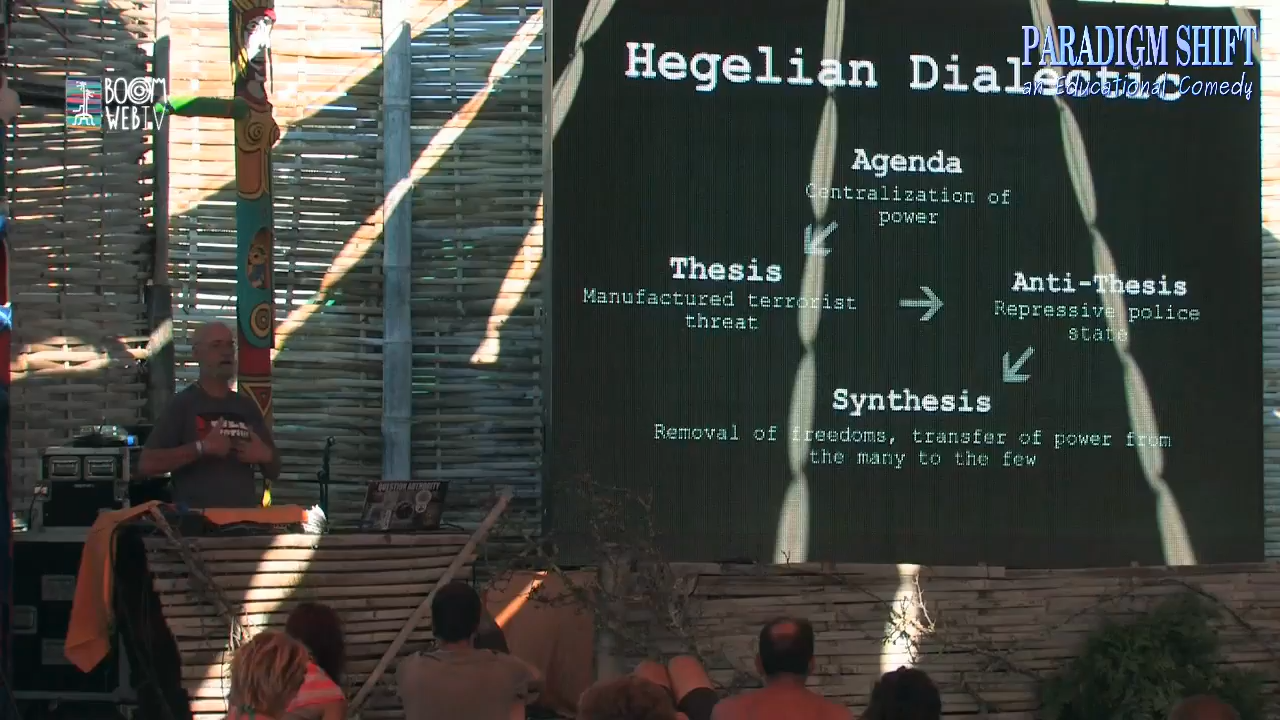 BOOM
WEBTV
PARADIGM SHIFT
an Educational Comedy
Hegelian Dialectic
Agenda
Centralization of
power
Thesis
Manufactured terrorist
threat
Anti-Thesis
Repressive police
state
Synthesis
Removal of freedoms, transfer of power from
the many to the few
QUESTION AUTHORITY